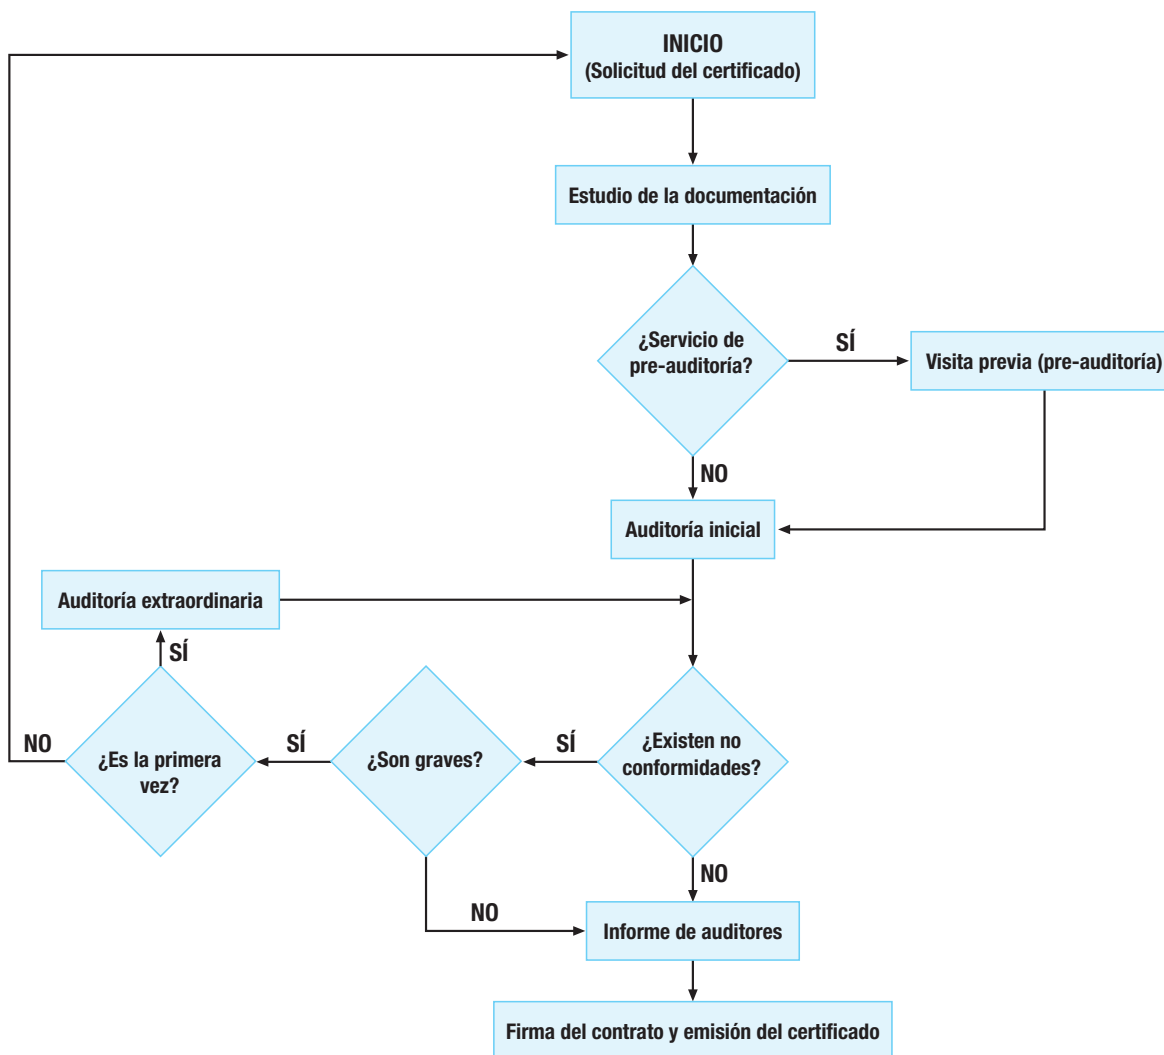 INICIO
(Solicitud del certificado)
Estudio de la documentación
¿Servicio de
pre-auditoría?
SÍ
Visita previa (pre-auditoría)
NO
Auditoría inicial
Auditoría extraordinaria
SÍ
NO
¿Es la primera
vez?
SÍ
¿Son graves?
SÍ
¿Existen no
conformidades?
NO
NO
Informe de auditores
Firma del contrato y emisión del certificado